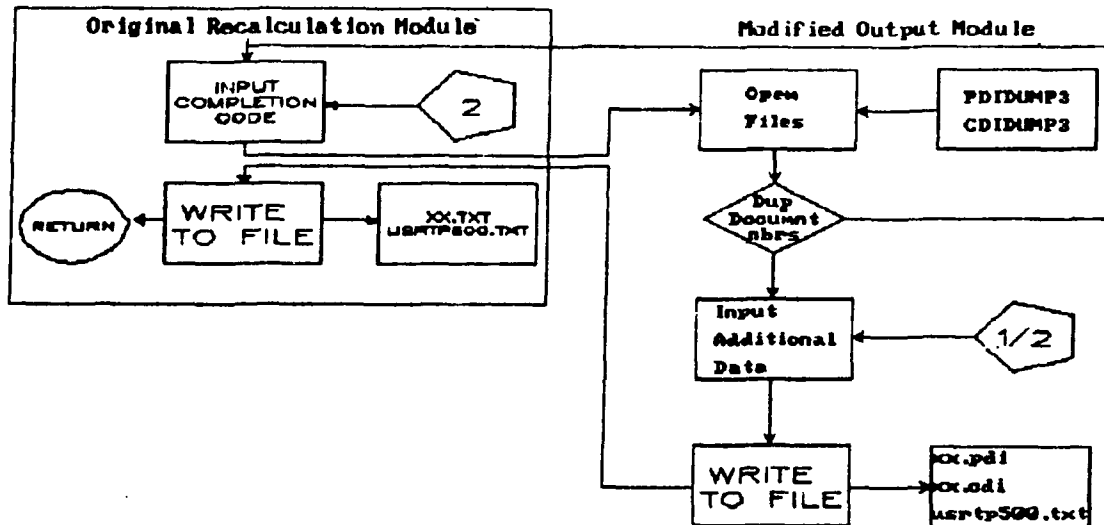 Original Recalculation Module
INPUT
COMPLETION
CODE
2
RETURN
WRITE
TO FILE
XX.TXT
USRTP500.TXT
Modified Output Module
Open
Files
PDIDUMP3
CDIDUMP3
Dup
Document
nbrs
Input
Additional
Data
1/2
WRITE
TO FILE
xx.pdi
xx.cdi
usrtp500.txt